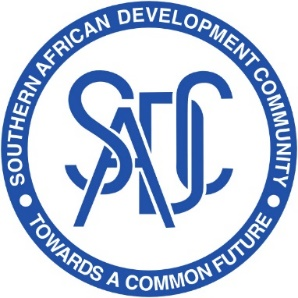 SOUTHERN AFRICAN DEVELOPMENT COMMUNITY
SADC
TOWARDS A COMMON FUTURE